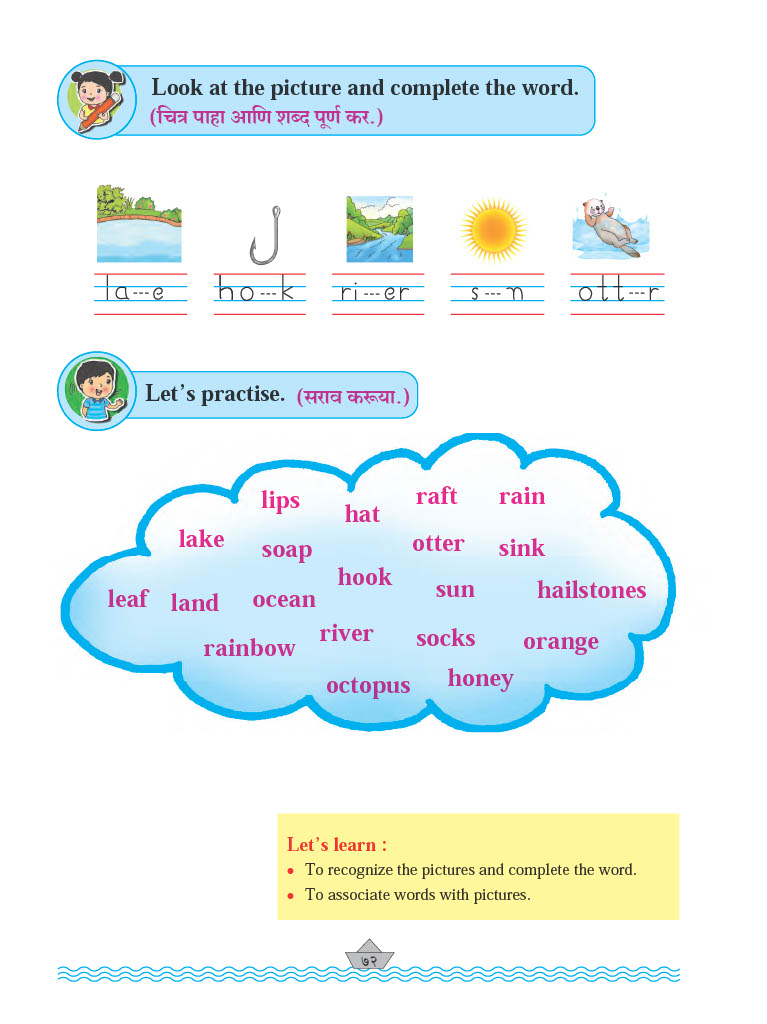 Look at the picture and complete the word.
(चित्र पाहा आणि शब्द पूर्ण कर.)
la---e ho---k ri---er s---n ott---r
Let's practise. (सराव करूया.)
lips hat raft rain
lake soap otter sink
leaf land ocean hook sun hailstones
rainbow river socks orange
octopus honey
Let's learn :
• To recognize the pictures and complete the word.
• To associate words with pictures.
७२